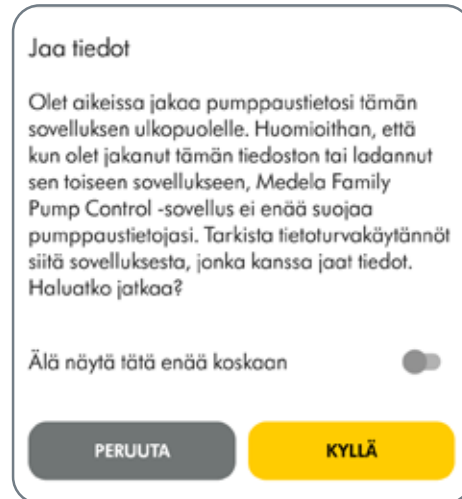 Jaa tiedot
Olet aikeissa jakaa pumppaustietosi tämän
sovelluksen ulkopuolelle. Huomioithan, että
kun olet jakanut tämän tiedoston tai ladannut
sen toiseen sovellukseen, Medela Family
Pump Control -sovellus ei enää suojaa
pumppaustietojasi. Tarkista tietoturvakäytännöt
siitä sovelluksesta, jonka kanssa jaat tiedot.
Haluatko jatkaa?
Älä näytä tätä enää koskaan
PERUUTA
KYLLÄ